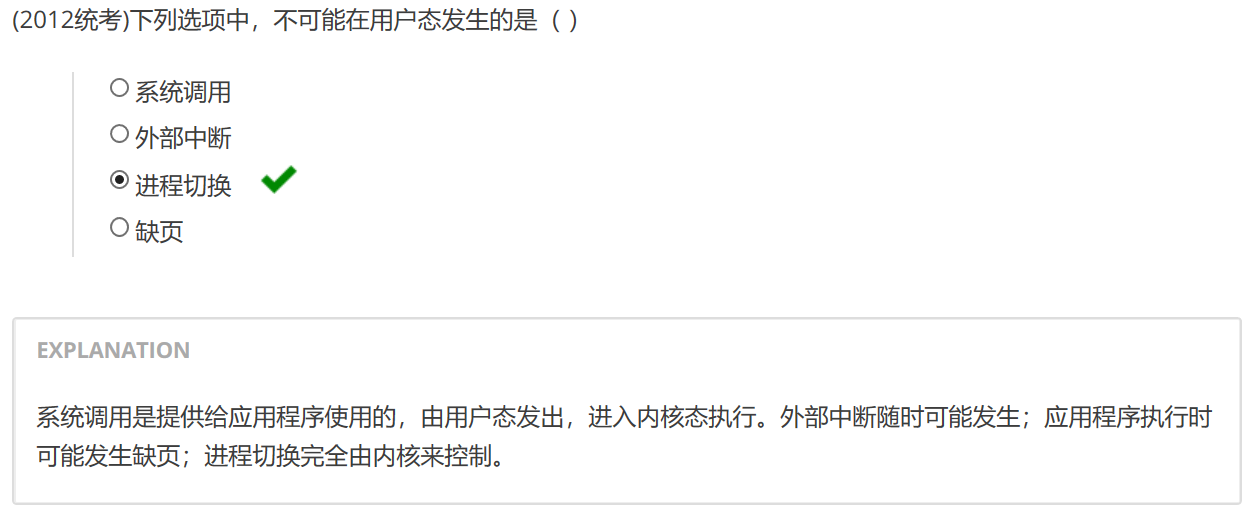 (2012统考)下列选项中，不可能在用户态发生的是（ ）
系统调用
外部中断
进程切换
缺页
EXPLANATION
系统调用是提供给应用程序使用的，由用户态发出，进入内核态执行。外部中断随时可能发生；应用程序执行时
可能发生缺页；进程切换完全由内核来控制。